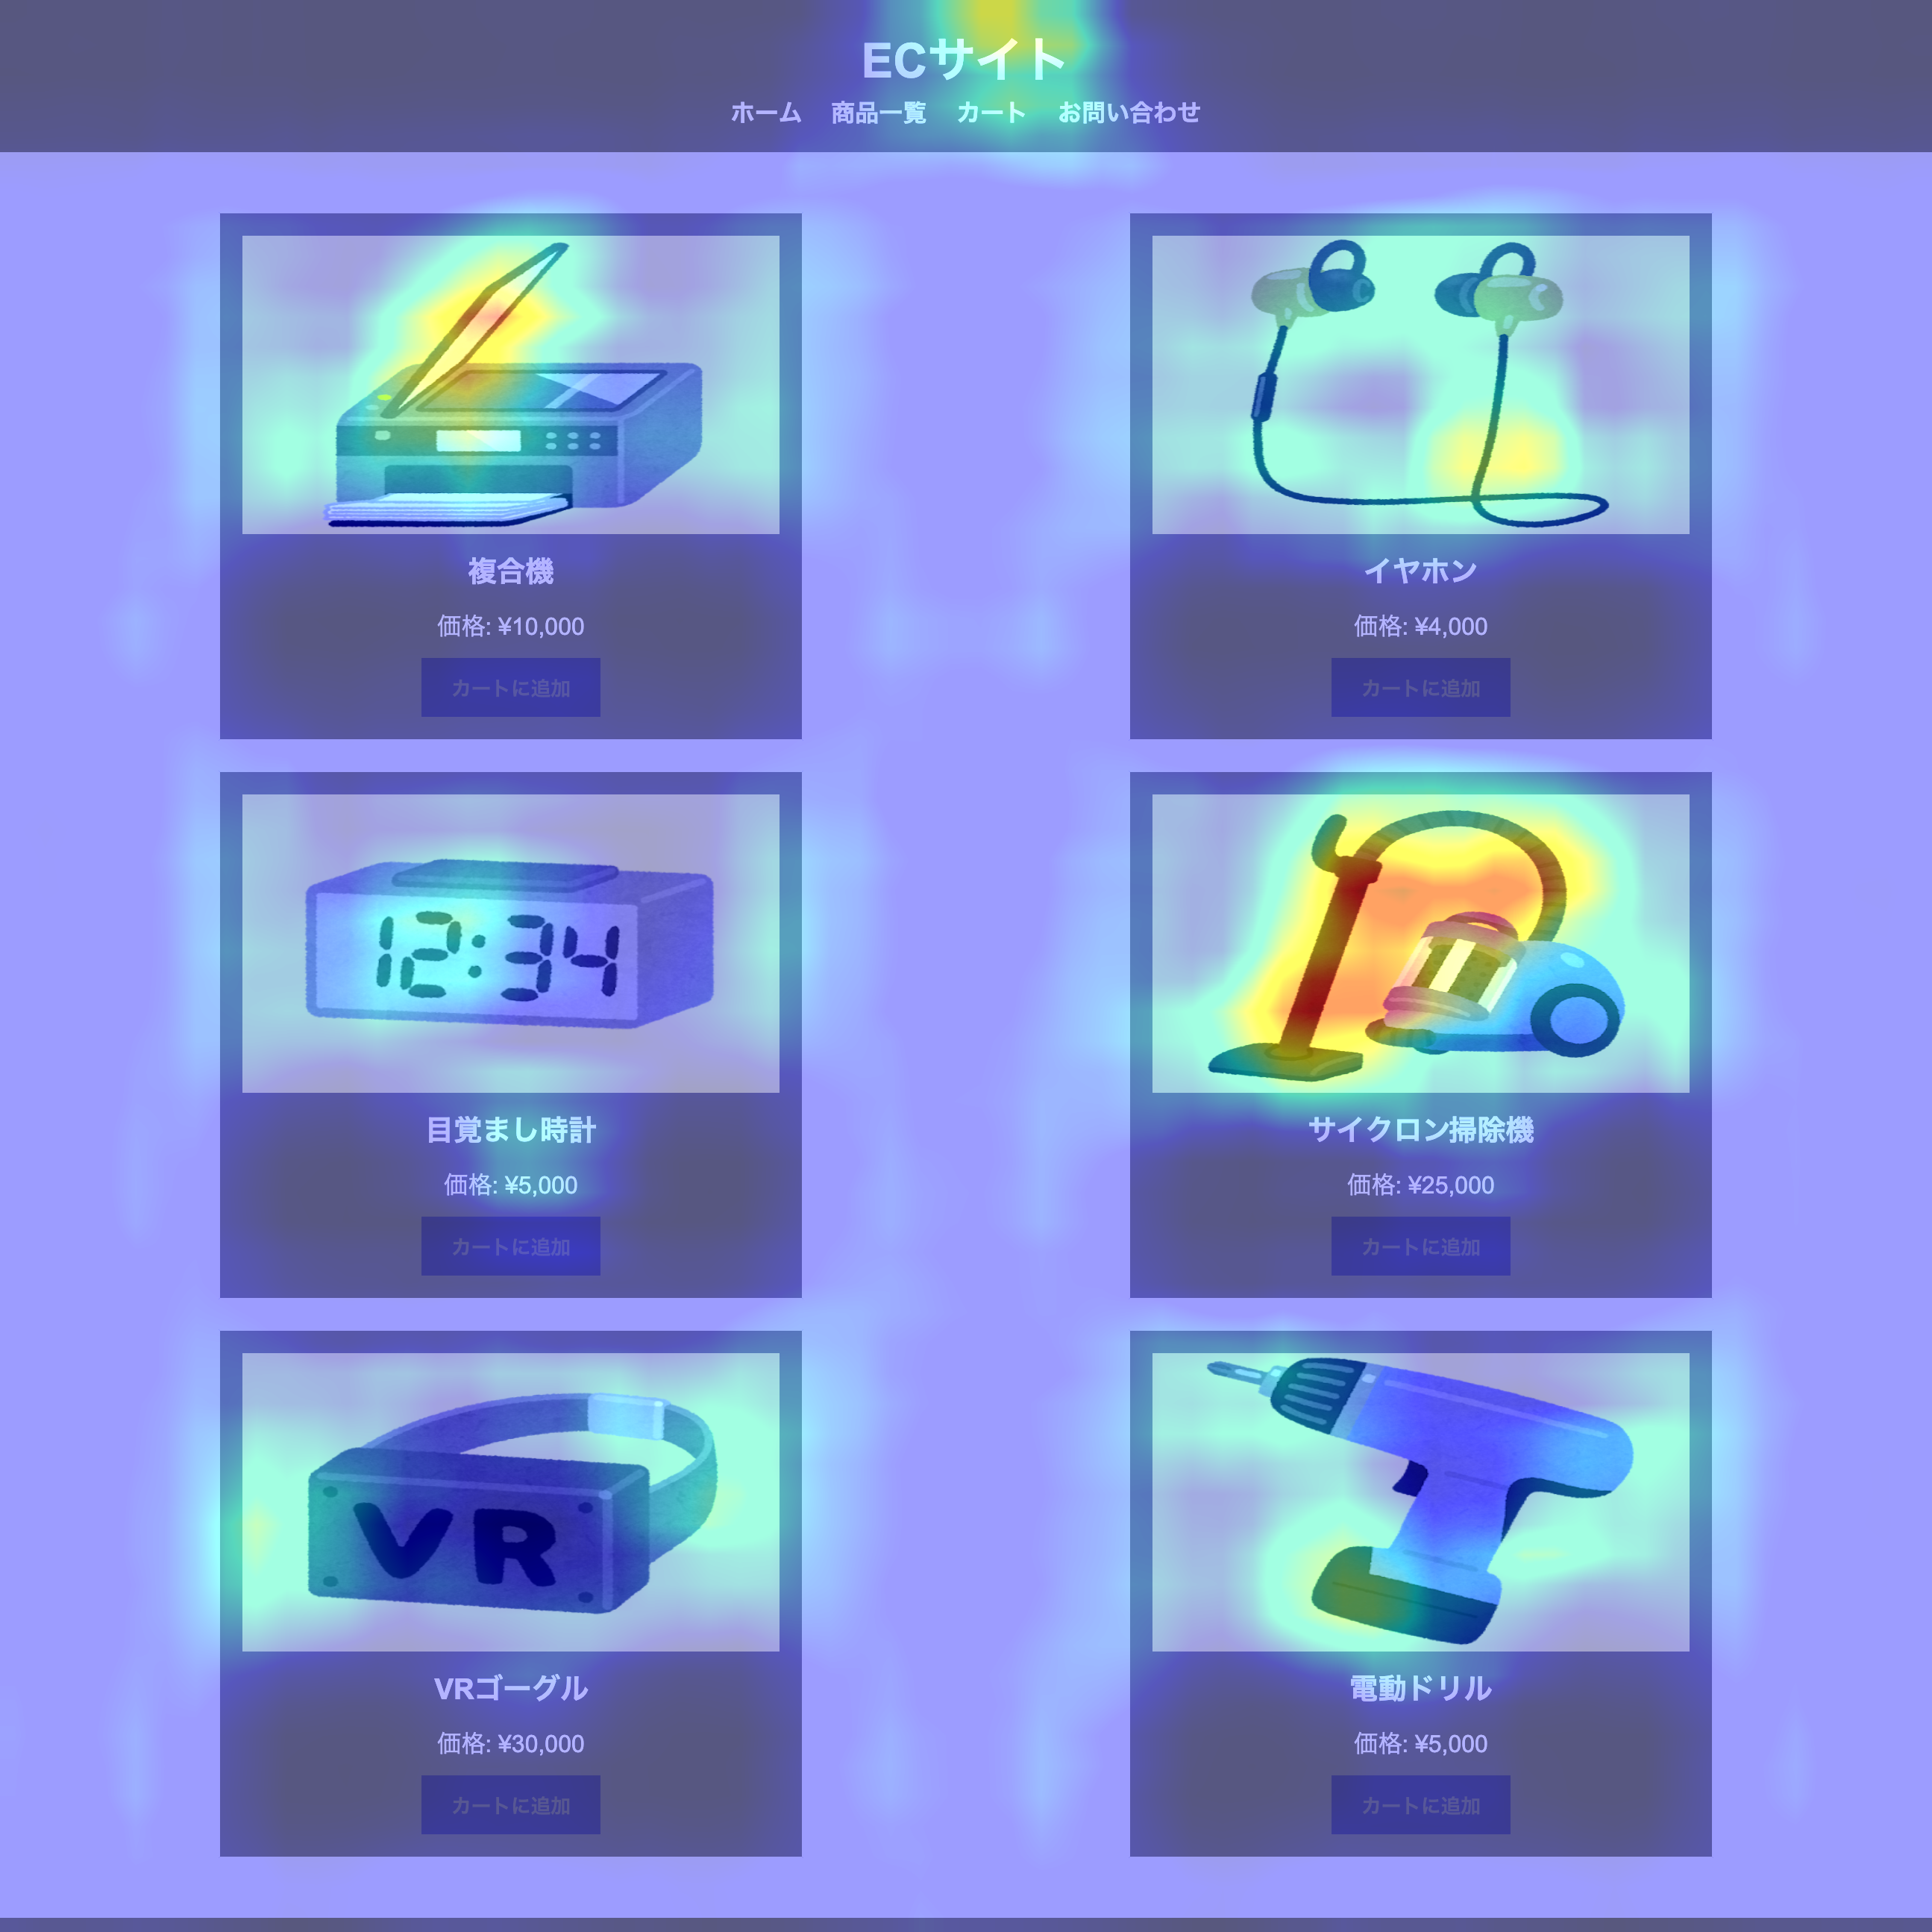 ECサイト
ホーム 商品一覧 カート お問い合わせ
複合機
価格: ¥10,000
カートに追加
イヤホン
価格: ¥4,000
カートに追加
12:34
目覚まし時計
価格: ¥5,000
カートに追加
サイクロン掃除機
価格: ¥25,000
カートに追加
VR
VRゴーグル
価格: ¥30,000
カートに追加
電動ドリル
価格: ¥5,000
カートに追加